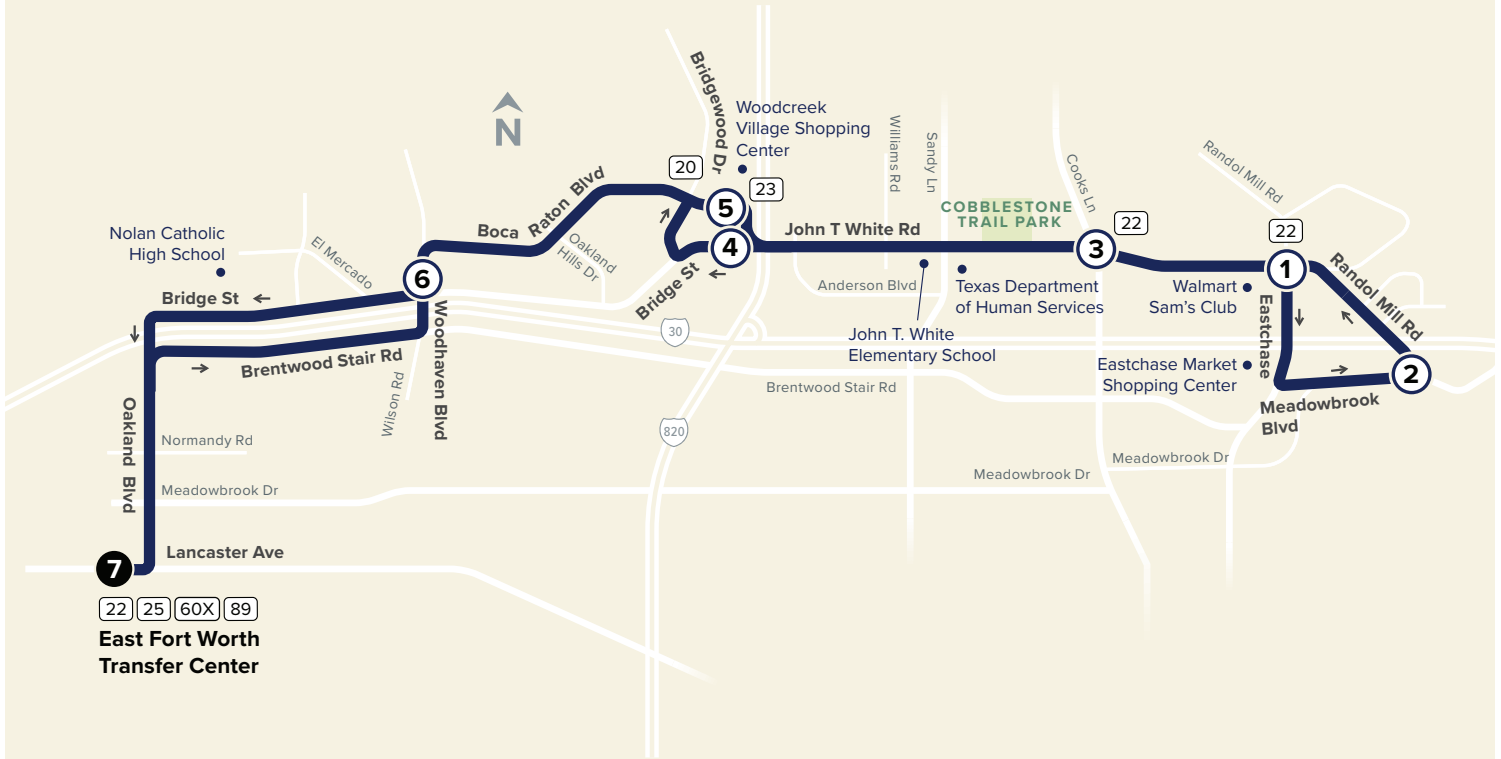 Bridgewood Dr
Woodcreek
Village Shopping
Center
N
20
23
5
4
Williams Rd
Sandy Ln
Cooks Ln
Randol Mill Rd
COBBLESTONE
TRAIL PARK
22
22
Boca Raton Blvd
Nolan Catholic
High School
El Mercado
Oakland
Hills Dr
John T White Rd
3
1
Randol Mill Rd
6
Bridge St
Bridge St
Anderson Blvd
Texas Department
of Human Services
Walmart
Sam's Club
Eastchase
30
John T. White
Elementary School
Brentwood Stair Rd
Woodhaven Blvd
Wilson Rd
Eastchase Market
Shopping Center
2
Brentwood Stair Rd
Meadowbrook
Blvd
Oakland Blvd
Normandy Rd
820
Meadowbrook Dr
Meadowbrook Dr
Meadowbrook Dr
7
Lancaster Ave
22
25
60X
89
East Fort Worth
Transfer Center